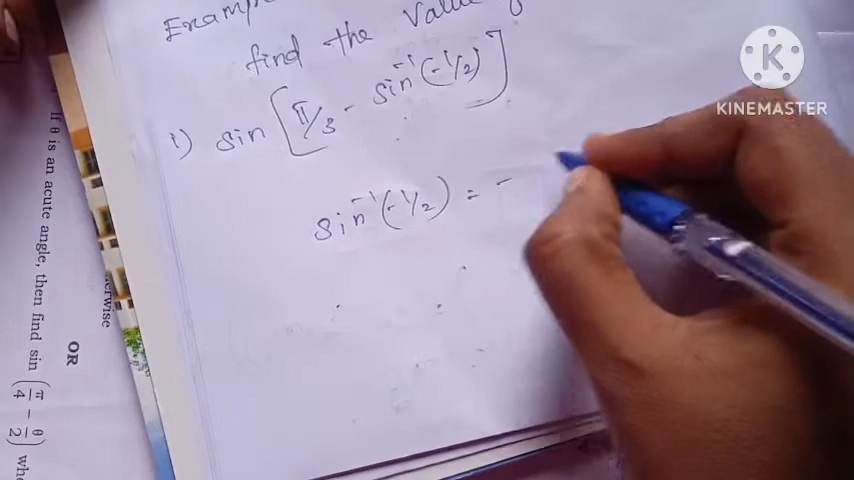 find the Value
i) sin [π/3 - sin⁻¹(-1/2)]
sin⁻¹(-1/2) = -
If θ is an acute angle, then find sin (π/4 - θ/2)
OR
KINEMASTER